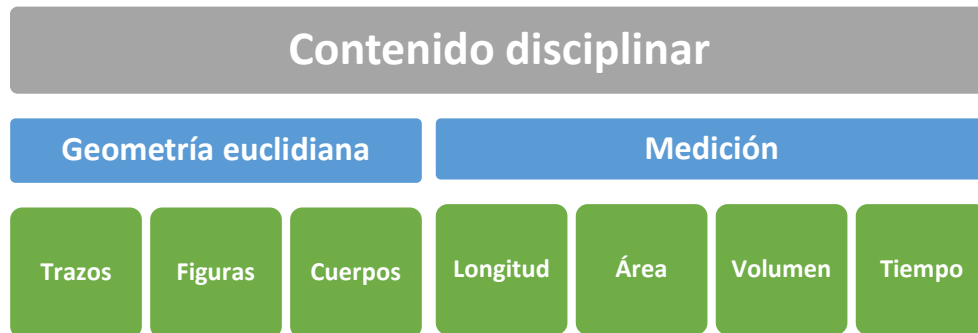 Contenido disciplinar
Geometría euclidiana
Medición
Trazos
Figuras
Cuerpos
Longitud
Área
Volumen
Tiempo